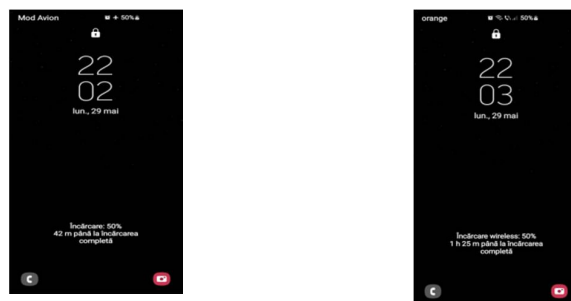 Mod Avion 50%
22
02
lun., 29 mai
Încărcare: 50%
42 m până la încărcarea
completă
orange 50%
22
03
lun., 29 mai
Încărcare wireless: 50%
1 h 25 m până la încărcarea
completă